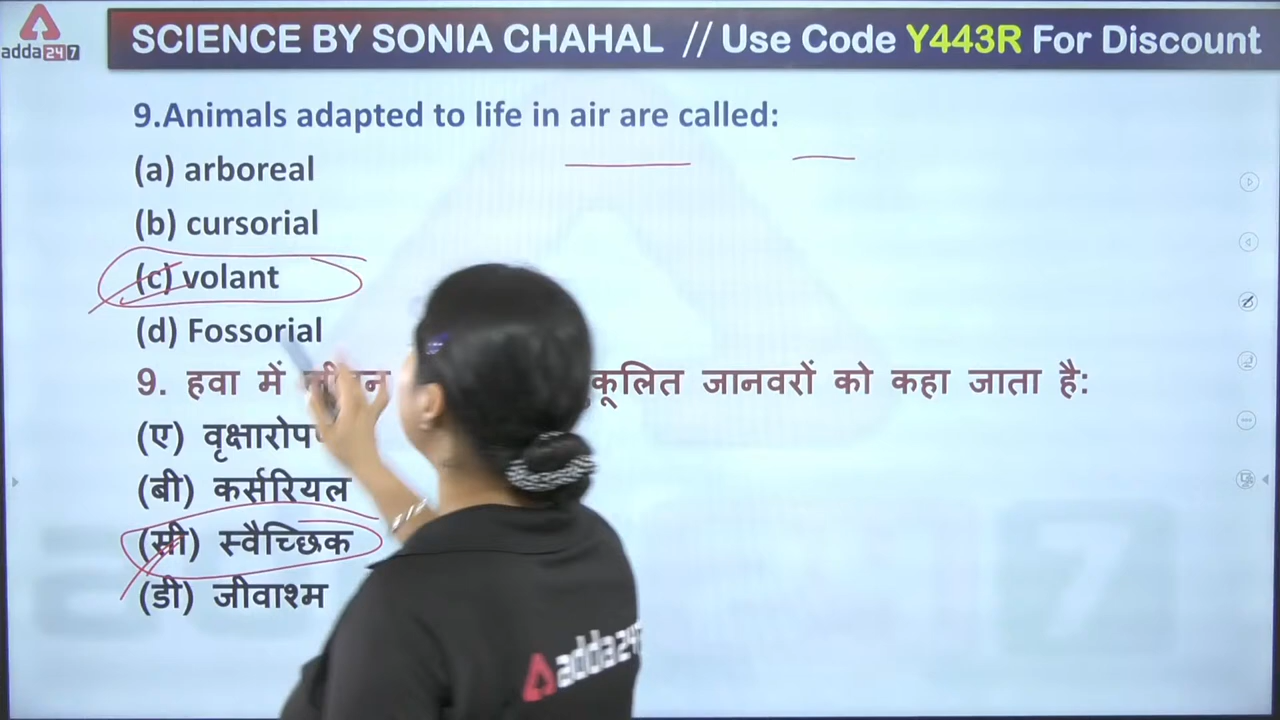 adda247
SCIENCE BY SONIA CHAHAL // Use Code Y443R For Discount
9.Animals adapted to life in air are called:
(a) arboreal
(b) cursorial
(c) volant
(d) Fossorial
9. हवा में जानवरों को कहा जाता है:
(ए)
(बी) कर्सरियल
(सी) स्वैच्छिक
(डी) जीवाश्म
adda247
7